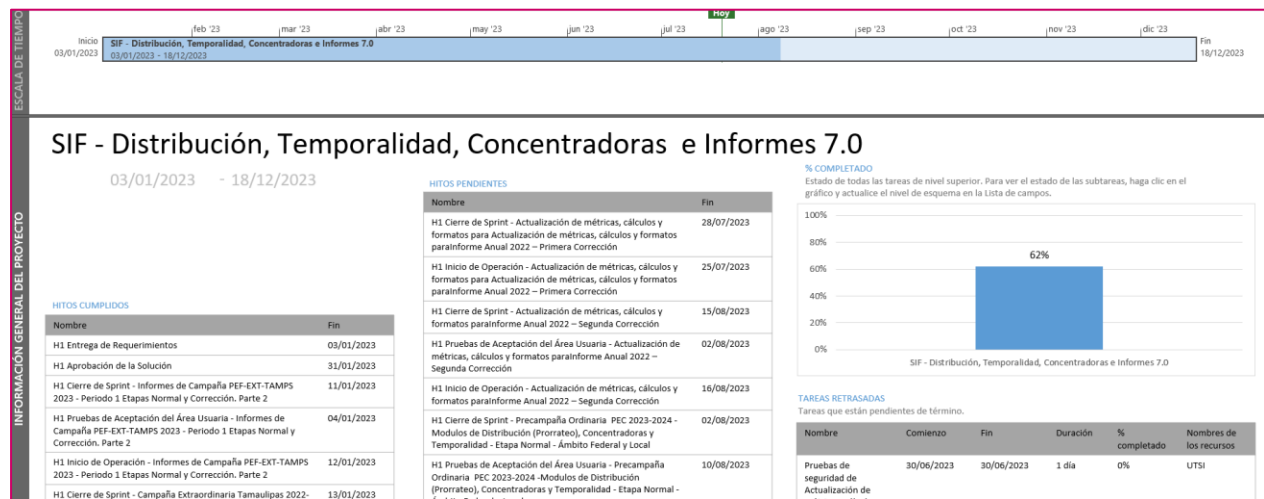 ESCALA DE TIEMPO
Hoy
feb '23
mar '23
abr '23
may '23
jun '23
jul '23
ago '23
sep '23
oct '23
nov '23
dic '23
Inicio
03/01/2023
SIF - Distribución, Temporalidad, Concentradoras e Informes 7.0
03/01/2023 - 18/12/2023
Fin
18/12/2023
INFORMACIÓN GENERAL DEL PROYECTO
SIF - Distribución, Temporalidad, Concentradoras e Informes 7.0
03/01/2023 - 18/12/2023
HITOS CUMPLIDOS
Nombre Fin
H1 Entrega de Requerimientos 03/01/2023
H1 Aprobación de la Solución 31/01/2023
H1 Cierre de Sprint - Informes de Campaña PEF-EXT-TAMPS 11/01/2023
2023 - Periodo 1 Etapas Normal y Corrección. Parte 2
H1 Pruebas de Aceptación del Área Usuaria - Informes de 04/01/2023
Campaña PEF-EXT-TAMPS 2023 - Periodo 1 Etapas Normal y
Corrección. Parte 2
H1 Inicio de Operación - Informes de Campaña PEF-EXT-TAMPS 12/01/2023
2023 - Periodo 1 Etapas Normal y Corrección. Parte 2
H1 Cierre de Sprint - Campaña Extraordinaria Tamaulipas 2022- 13/01/2023
HITOS PENDIENTES
Nombre Fin
H1 Cierre de Sprint - Actualización de métricas, cálculos y 28/07/2023
formatos para Actualización de métricas, cálculos y formatos
paraInforme Anual 2022 – Primera Corrección
H1 Inicio de Operación - Actualización de métricas, cálculos y 25/07/2023
formatos para Actualización de métricas, cálculos y formatos
paraInforme Anual 2022 – Primera Corrección
H1 Cierre de Sprint - Actualización de métricas, cálculos y 15/08/2023
formatos paraInforme Anual 2022 – Segunda Corrección
H1 Pruebas de Aceptación del Área Usuaria - Actualización de 02/08/2023
métricas, cálculos y formatos paraInforme Anual 2022 –
Segunda Corrección
H1 Inicio de Operación - Actualización de métricas, cálculos y 16/08/2023
formatos paraInforme Anual 2022 – Segunda Corrección
H1 Cierre de Sprint - Precampaña Ordinaria PEC 2023-2024 - 02/08/2023
Modulos de Distribución (Prorrateo), Concentradoras y
Temporalidad - Etapa Normal - Ámbito Federal y Local
H1 Pruebas de Aceptación del Área Usuaria - Precampaña 10/08/2023
Ordinaria PEC 2023-2024 -Modulos de Distribución
(Prorrateo), Concentradoras y Temporalidad - Etapa Normal -
% COMPLETADO
Estado de todas las tareas de nivel superior. Para ver el estado de las subtareas, haga clic en el
gráfico y actualice el nivel de esquema en la Lista de campos.
100%
80%
60%
40%
20%
0%
62%
SIF - Distribución, Temporalidad, Concentradoras e Informes 7.0
TAREAS RETRASADAS
Tareas que están pendientes de término.
Nombre Comienzo Fin Duración % completado Nombres de los recursos
Pruebas de 30/06/2023 30/06/2023 1 día 0% UTSI
seguridad de
Actualización de